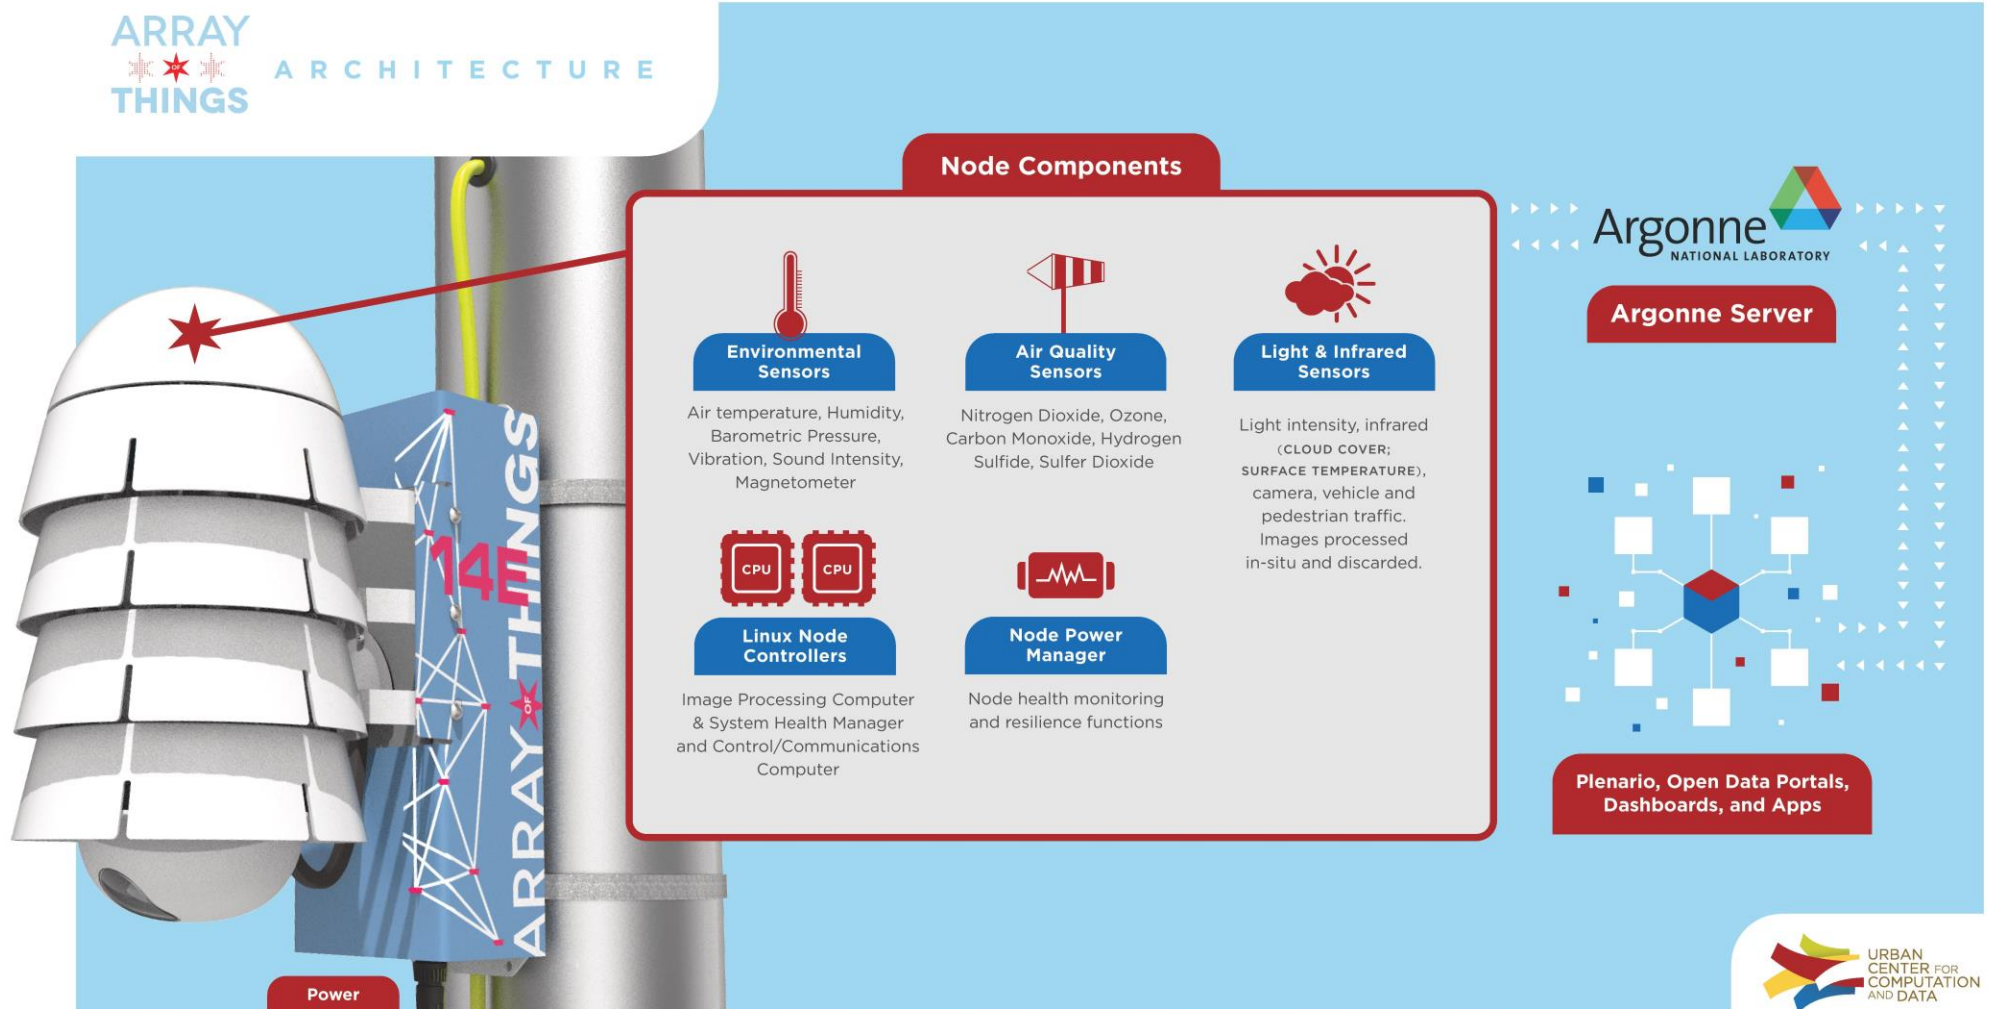 ARRAY
OF
THINGS
ARCHITECTURE
Node Components
Environmental
Sensors
Air temperature, Humidity,
Barometric Pressure,
Vibration, Sound Intensity,
Magnetometer
Air Quality
Sensors
Nitrogen Dioxide, Ozone,
Carbon Monoxide, Hydrogen
Sulfide, Sulfer Dioxide
Light & Infrared
Sensors
Light intensity, infrared
(CLOUD COVER;
SURFACE TEMPERATURE),
camera, vehicle and
pedestrian traffic.
Images processed
in-situ and discarded.
CPU
CPU
Linux Node
Controllers
Image Processing Computer
& System Health Manager
and Control/Communications
Computer
Node Power
Manager
Node health monitoring
and resilience functions
Argonne
NATIONAL LABORATORY
Argonne Server
Plenario, Open Data Portals,
Dashboards, and Apps
14E
ARRAY OF THINGS
Power
URBAN
CENTER FOR
COMPUTATION
AND DATA